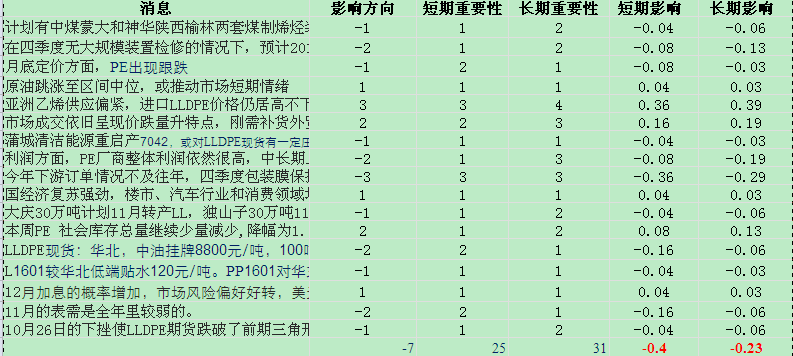 消息 影响方向 短期重要性 长期重要性 短期影响 长期影响
计划有中煤蒙大和神华陕西榆林两套煤制烯烃 -1 1 2 -0.04 -0.06
在四季度无大规模装置检修的情况下，预计20 -2 1 2 -0.08 -0.13
月底定价方面，PE出现跟跌 -1 2 1 -0.08 -0.03
原油跳涨至区间中位，或推动市场短期情绪 1 1 1 0.04 0.03
亚洲乙烯供应偏紧，进口LLDPE价格仍居高不下 3 3 4 0.36 0.39
市场成交依旧呈现价跌量升特点，刚需补货外 2 2 3 0.16 0.19
蒲城清洁能源重启产7042，或对LLDPE现货有一定压 -1 1 1 -0.04 -0.03
利润方面，PE厂商整体利润依然很高，中长期 -2 1 3 -0.08 -0.19
今年下游订单情况不及往年，四季度包装膜保 -3 3 3 -0.36 -0.29
国经济复苏强劲，楼市、汽车行业和消费领域 1 1 1 0.04 0.03
大庆30万吨计划11月转产LL，独山子30万吨11 -1 1 2 -0.04 -0.06
本周PE 社会库存总量继续少量减少,降幅为1. 2 1 2 0.08 0.13
LLDPE现货：华北，中油挂牌8800元/吨，100 -2 2 1 -0.16 -0.06
L1601较华北低端贴水120元/吨。PP1601对华 -1 1 1 -0.04 -0.03
12月加息的概率增加，市场风险偏好好转，美 1 1 1 0.04 0.03
11月的表需是全年里较弱的。 -2 2 1 -0.16 -0.06
10月26日的下挫使LLDPE期货跌破了前期三角形 -1 1 2 -0.04 -0.06
-7 25 31 -0.4 -0.23